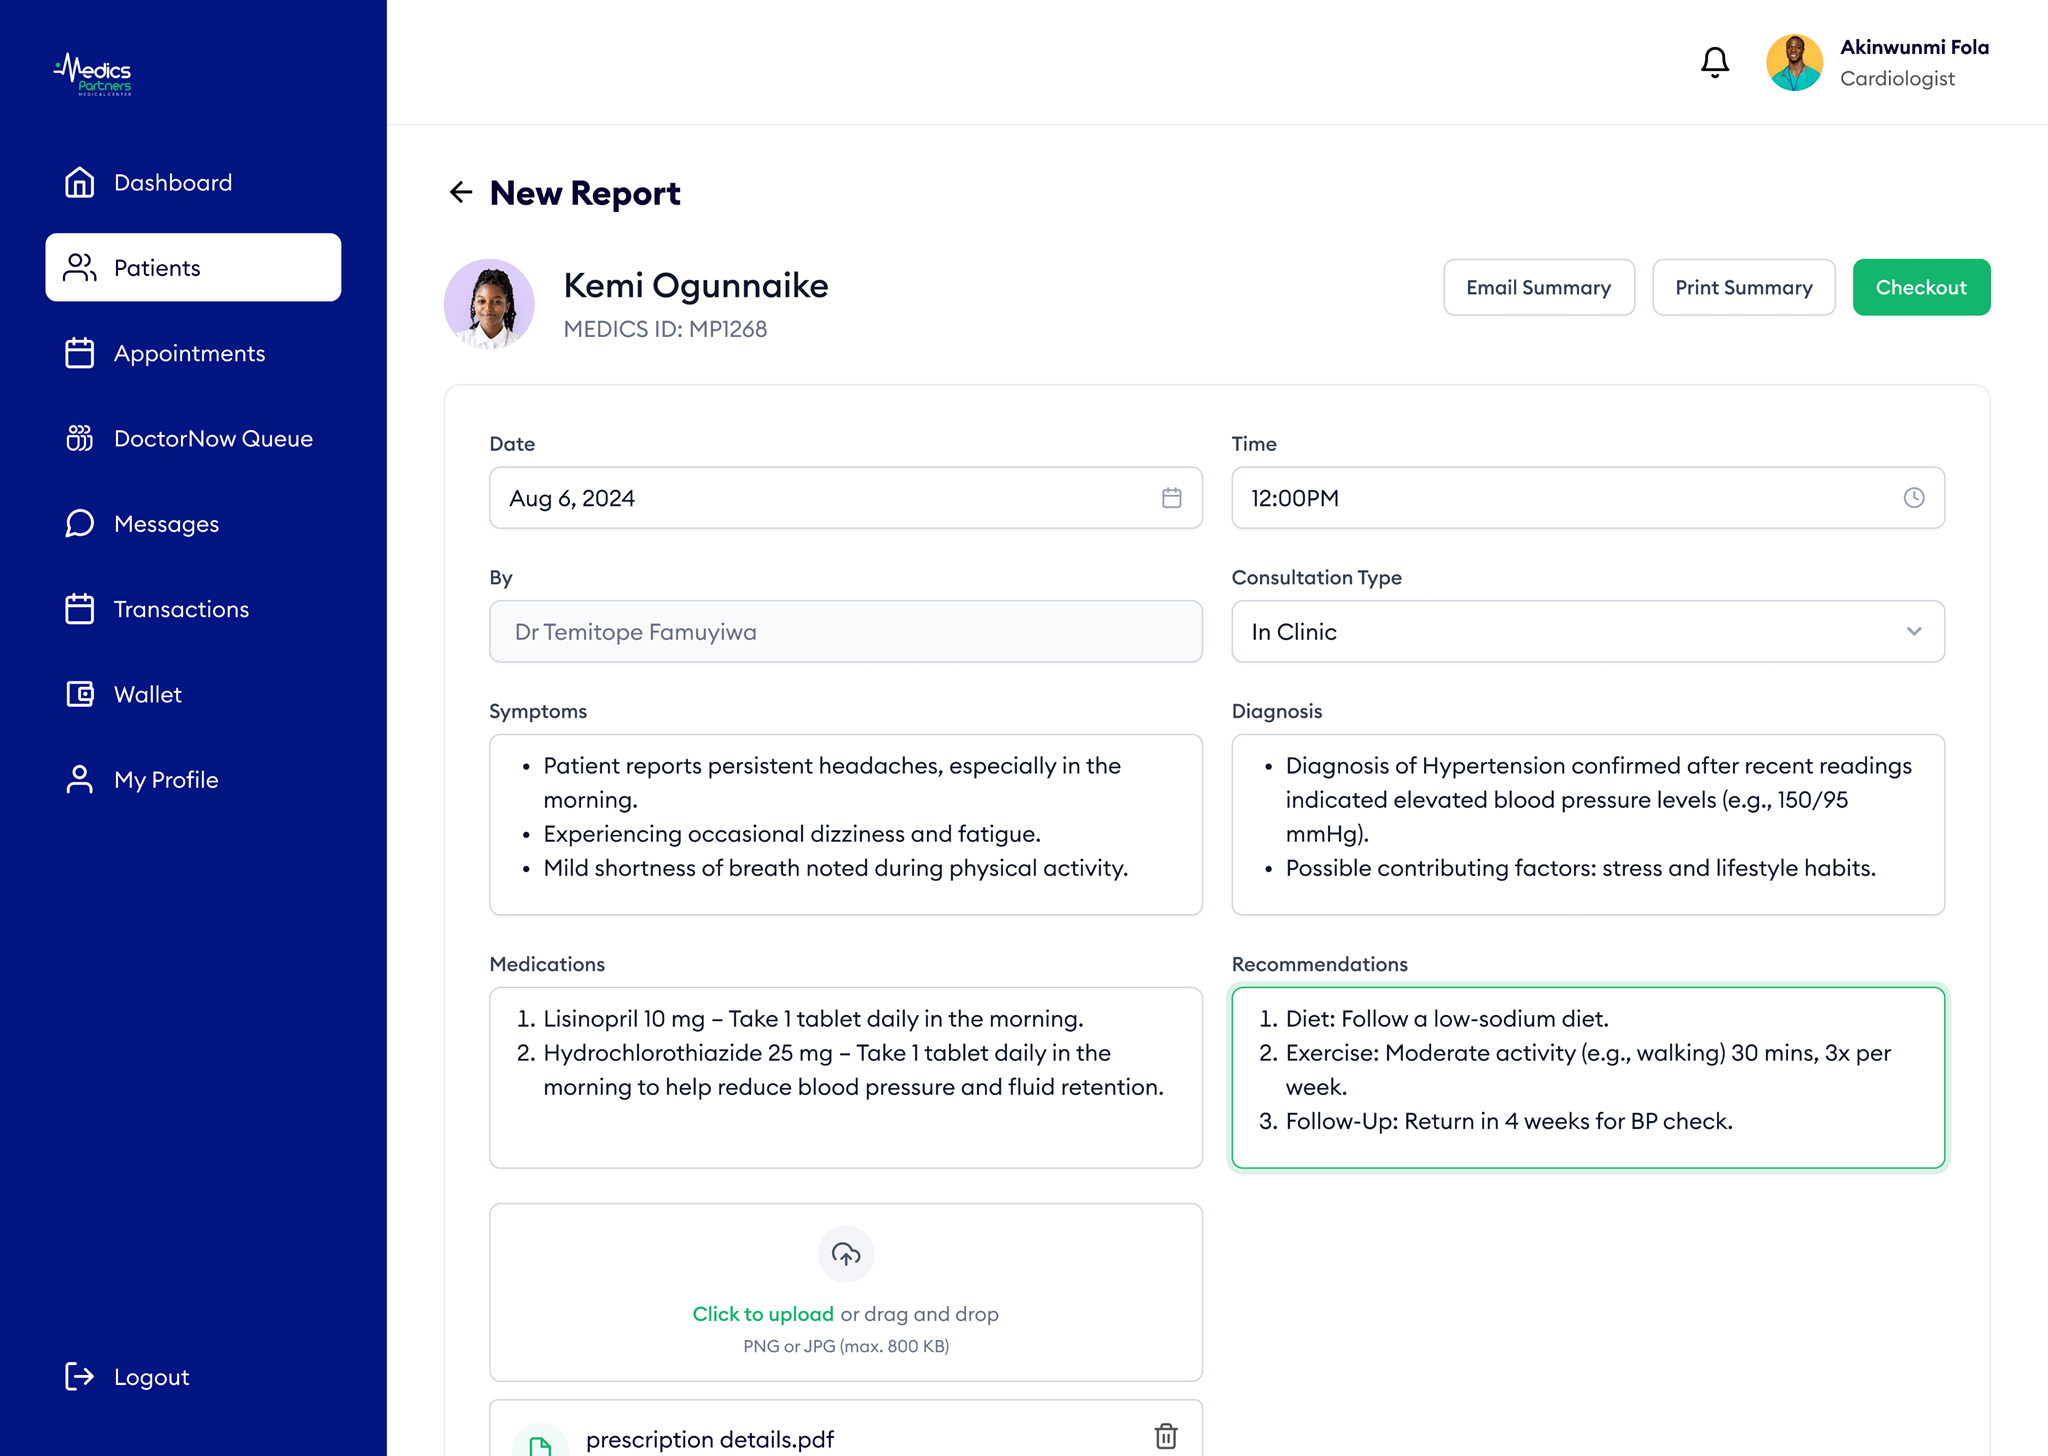 Medics
Partners
MEDICAL CENTER
Dashboard
Patients
Appointments
DoctorNow Queue
Messages
Transactions
Wallet
My Profile
Logout
Akinwunmi Fola
Cardiologist
New Report
Kemi Ogunnaike
MEDICS ID: MP1268
Email Summary
Print Summary
Checkout
Date
Aug 6, 2024
Time
12:00PM
By
Dr Temitope Famuyiwa
Consultation Type
In Clinic
Symptoms
• Patient reports persistent headaches, especially in the
morning.
• Experiencing occasional dizziness and fatigue.
• Mild shortness of breath noted during physical activity.
Diagnosis
• Diagnosis of Hypertension confirmed after recent readings
indicated elevated blood pressure levels (e.g., 150/95
mmHg).
• Possible contributing factors: stress and lifestyle habits.
Medications
1. Lisinopril 10 mg – Take 1 tablet daily in the morning.
2. Hydrochlorothiazide 25 mg – Take 1 tablet daily in the
morning to help reduce blood pressure and fluid retention.
Recommendations
1. Diet: Follow a low-sodium diet.
2. Exercise: Moderate activity (e.g., walking) 30 mins, 3x per
week.
3. Follow-Up: Return in 4 weeks for BP check.
Click to upload or drag and drop
PNG or JPG (max. 800 KB)
prescription details.pdf